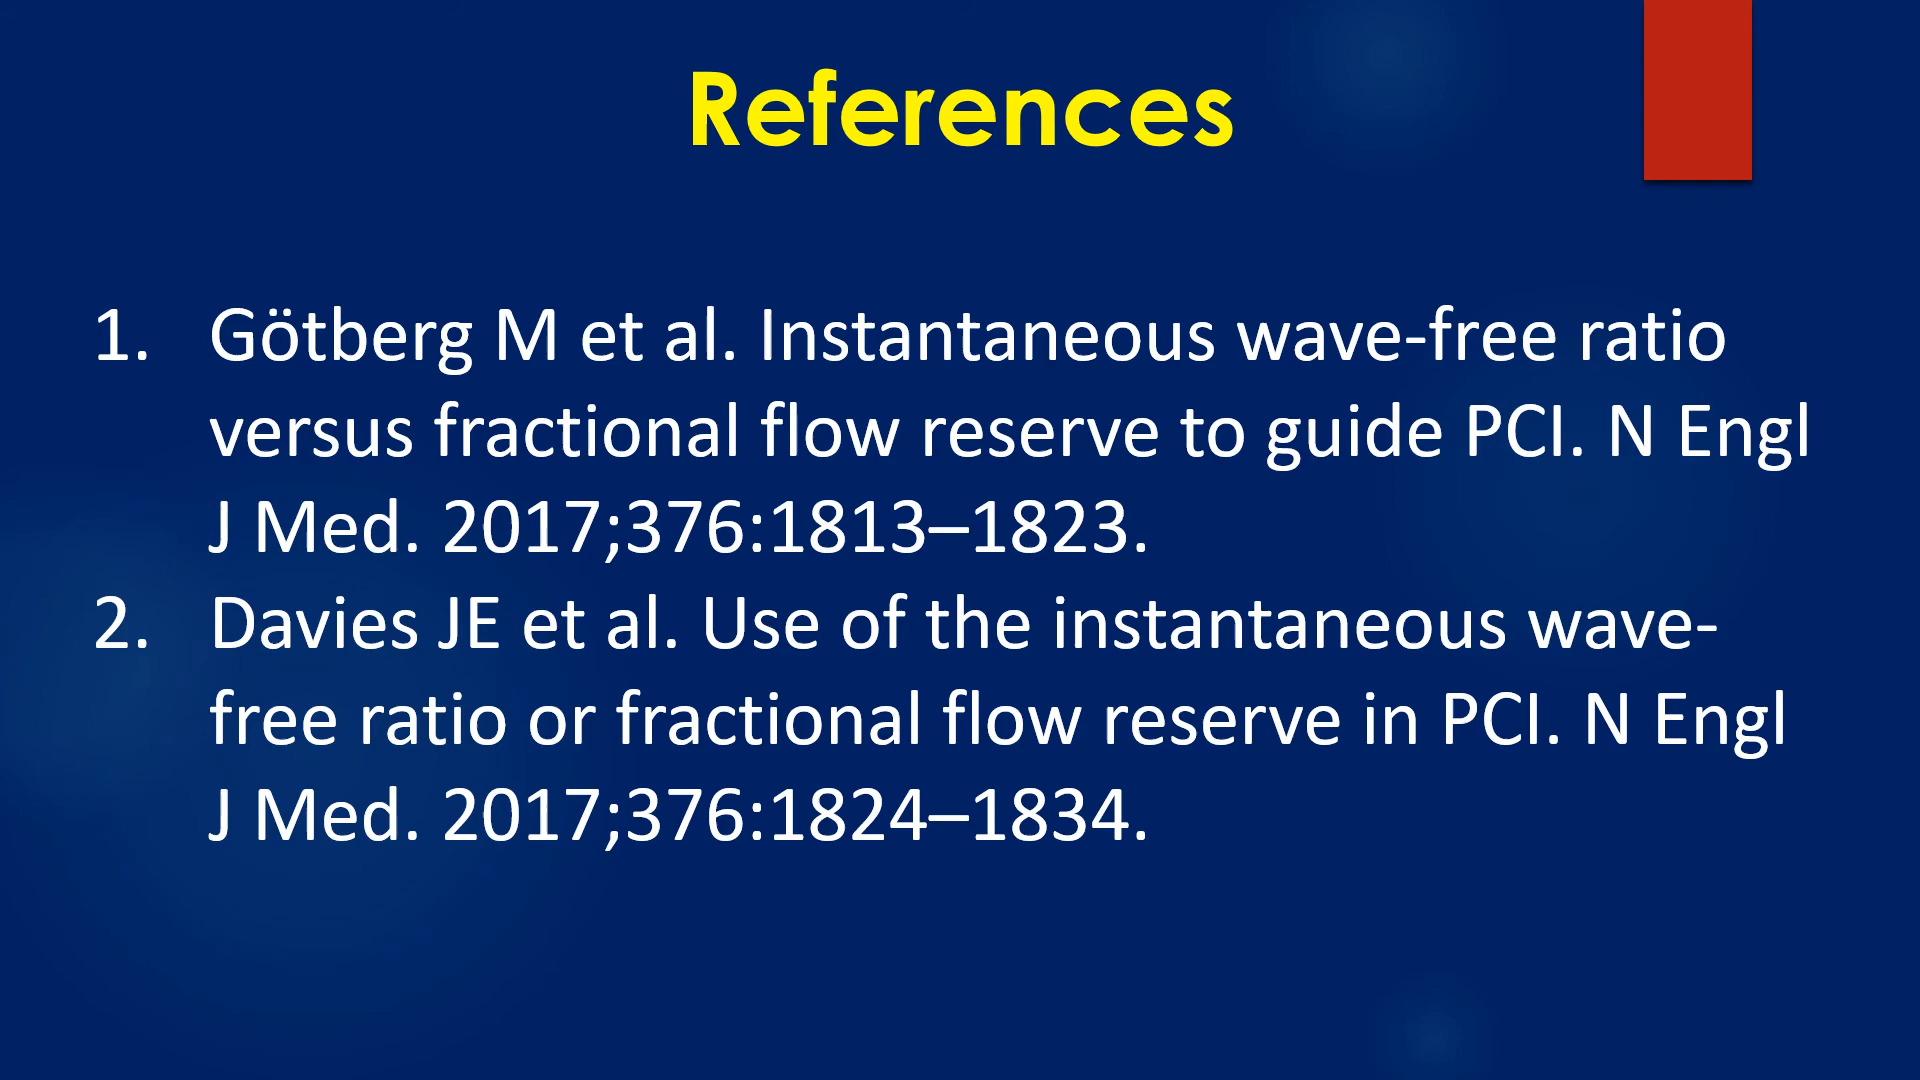 References
1. Götberg M et al. Instantaneous wave-free ratio
versus fractional flow reserve to guide PCI. N Engl
J Med. 2017;376:1813–1823.
2. Davies JE et al. Use of the instantaneous wave-
free ratio or fractional flow reserve in PCI. N Engl
J Med. 2017;376:1824–1834.